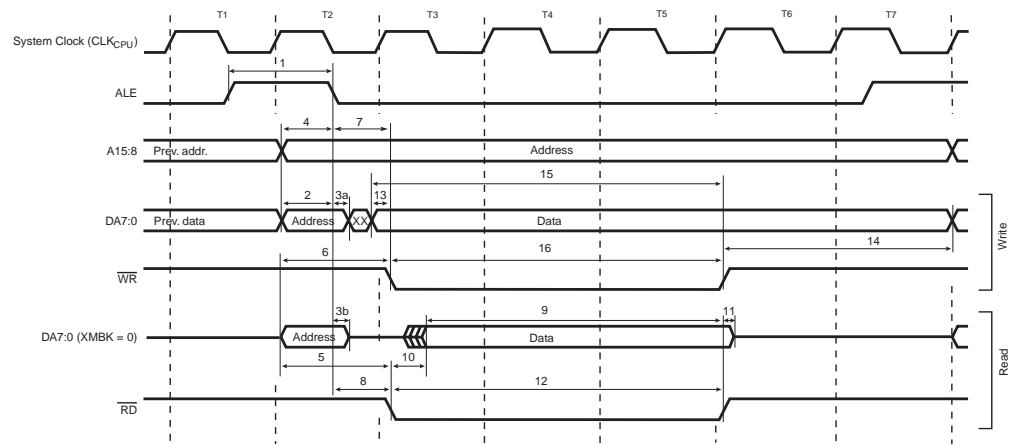 T1 T2 T3 T4 T5 T6 T7
System Clock (CLKCPU)
1
ALE
4 7
A15:8 Prev. addr. Address
15
2 3a 13
DA7:0 Prev. data Address XX Data
14
6 16
WR
Write
3b 9 11
DA7:0 (XMBK = 0) Address Data
5 10
8 12
RD
Read